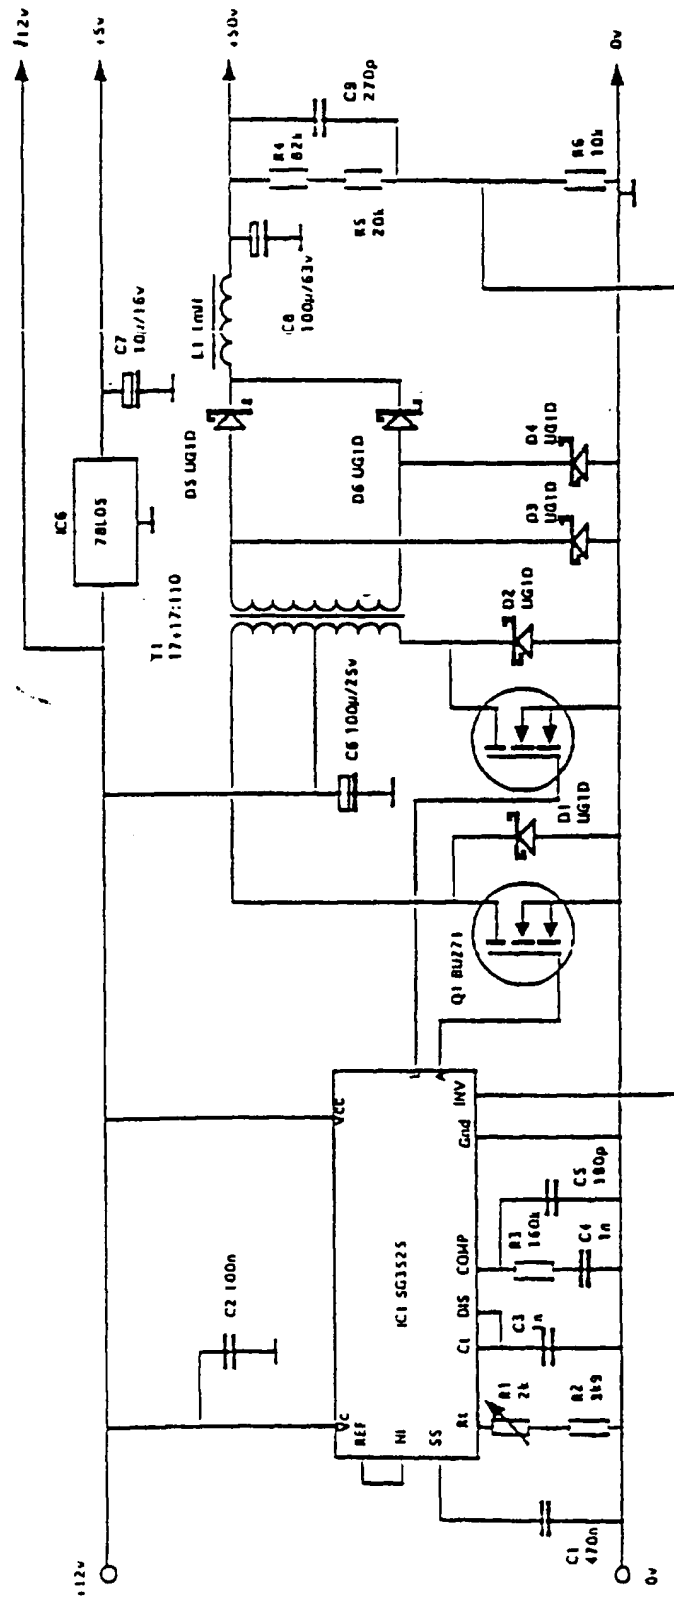 +12v
+5v
+50v
0v
C9
270p
R4
82k
R5
20k
R6
10k
C7
10µ/16v
L1 1mH
C8
100µ/63v
IC6
78L05
D5 UG1D
D6 UG1D
D4
UG1D
D3
UG1D
D2
UG1D
T1
17+17:110
C6 100µ/25v
D1
UG1D
Q1 BUZ71
VCC
A
INV
Gnd
C5
180p
R3
160k
C4
1n
COMP
IC1 SG3525
DIS
C2 100n
Ct
C3
1n
R1
2k
R2
3k9
Rt
VC
REF
NI
SS
C1
470n
+12v
0v